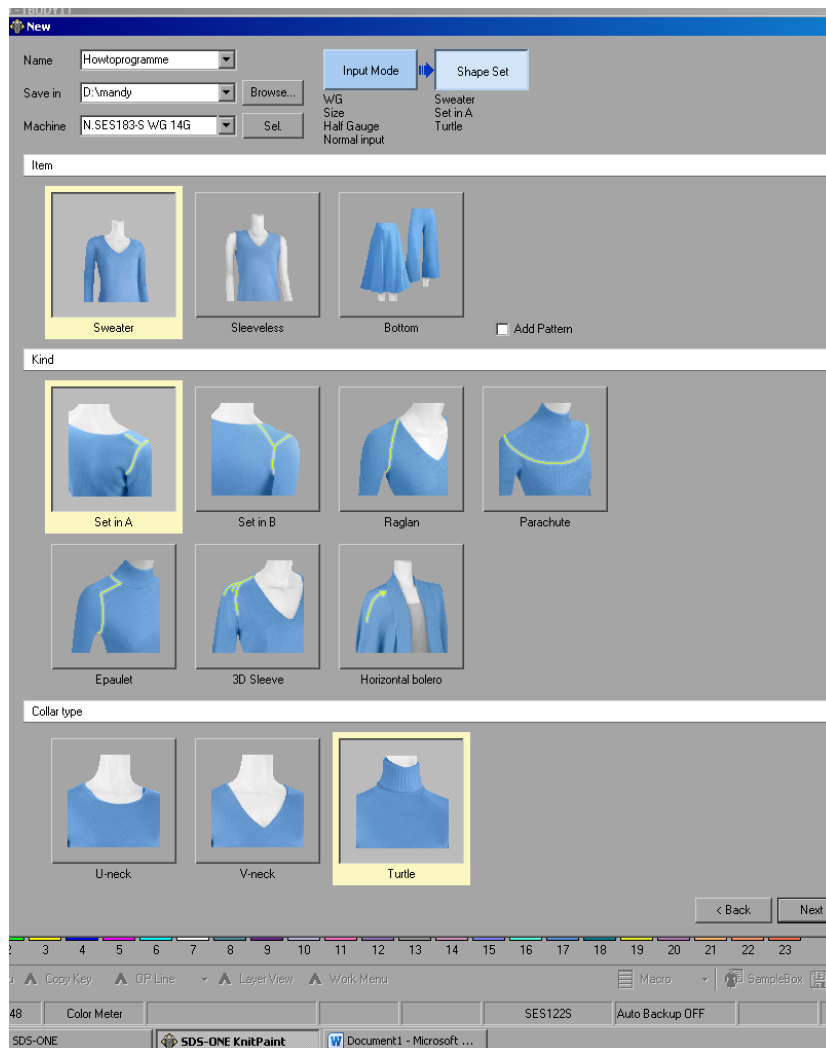 New
Name Howtoprogramme
Input Mode Shape Set
Save in D:\mandy Browse...
WG Sweater
Size Set in A
Machine N.SES183-S WG 14G Sel. Half Gauge Turtle
Normal input
Item
Sweater Sleeveless Bottom Add Pattern
Kind
Set in A Set in B Raglan Parachute
Epaulet 3D Sleeve Horizontal bolero
Collar type
U-neck V-neck Turtle
< Back Next
3 4 5 6 7 8 9 10 11 12 13 14 15 16 17 18 19 20 21 22 23
Copy Key OP Line Layer View Work Menu Macro SampleBox
48 Color Meter SES122S Auto Backup OFF
SDS-ONE SDS-ONE KnitPaint Document1 - Microsoft ...